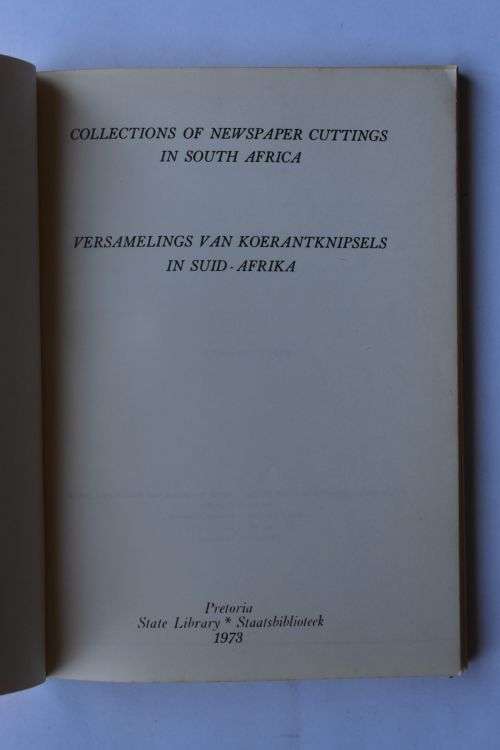 COLLECTIONS OF NEWSPAPER CUTTINGS
IN SOUTH AFRICA
VERSAMELINGS VAN KOERANTKNIPSELS
IN SUID-AFRIKA
Pretoria
State Library * Staatsbiblioteek
1973